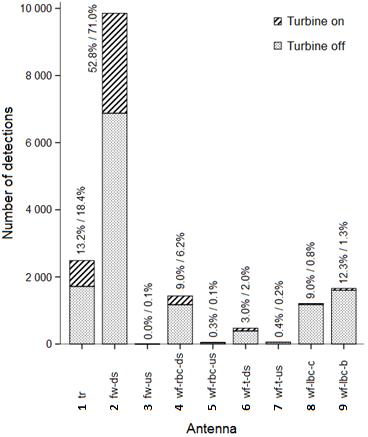 10 000
8 000
6 000
4 000
2 000
0
Number of detections
Turbine on
Turbine off
13.2% / 18.4%
52.8% / 71.0%
0.0% / 0.1%
9.0% / 6.2%
0.3% / 0.1%
3.0% / 2.0%
0.4% / 0.2%
9.0% / 0.8%
12.3% / 1.3%
1 tr
2 fw-ds
3 fw-us
4 wf-rbc-ds
5 wf-rbc-us
6 wf-t-ds
7 wf-t-us
8 wf-lbc-c
9 wf-lbc-b
Antenna